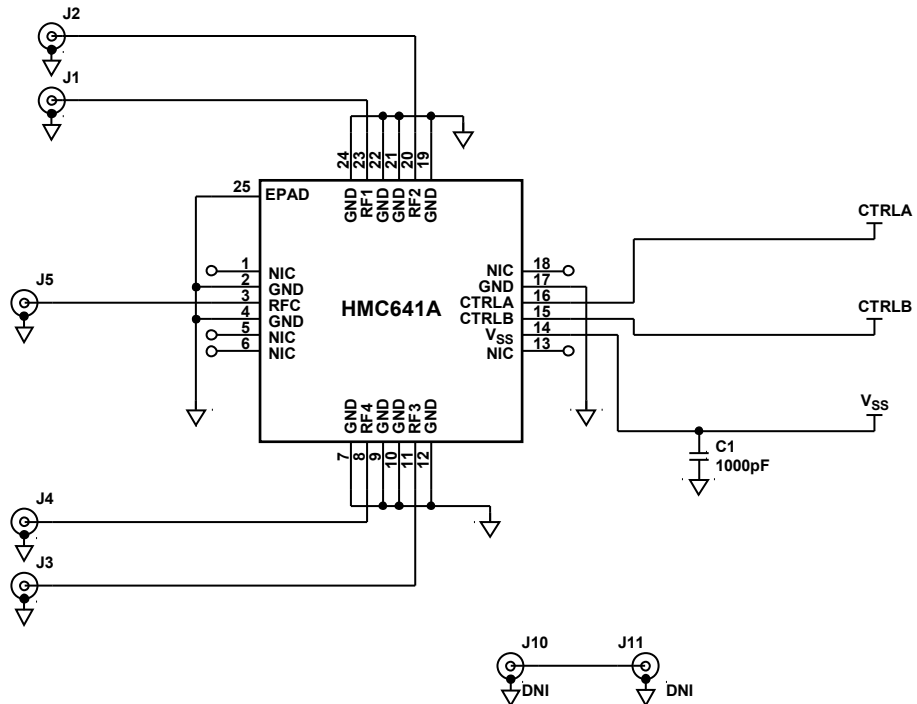 J2
J1
24
23
22
21
20
19
GND
RF1
GND
GND
RF2
GND
25
EPAD
CTRLA
1
NIC
2
GND
J5
3
RFC
4
GND
5
NIC
6
NIC
HMC641A
NIC
18
GND
17
CTRLA
16
CTRLB
15
VSS
14
NIC
13
CTRLB
VSS
C1
1000pF
GND
RF4
GND
GND
RF3
GND
7
8
9
10
11
12
J4
J3
J10
J11
DNI
DNI